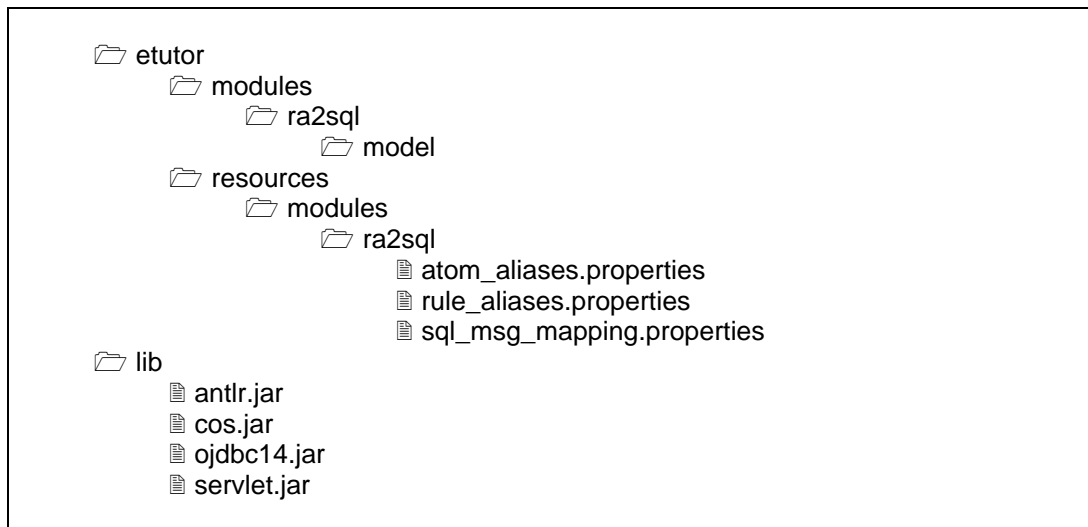 etutor
modules
ra2sql
model
resources
modules
ra2sql
atom_aliases.properties
rule_aliases.properties
sql_msg_mapping.properties
lib
antlr.jar
cos.jar
ojdbc14.jar
servlet.jar